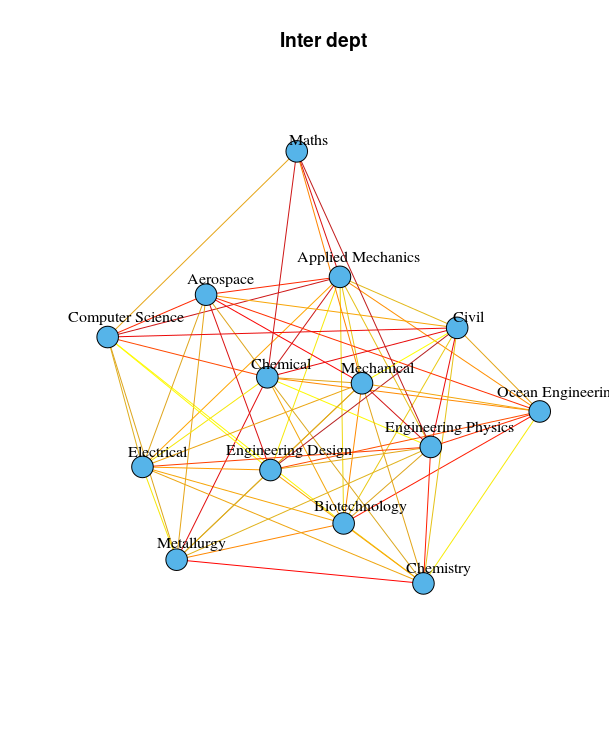 Inter dept
Maths
Applied Mechanics
Aerospace
Computer Science
Civil
Chemical
Mechanical
Ocean Engineerin
Engineering Physics
Electrical
Engineering Design
Biotechnology
Metallurgy
Chemistry